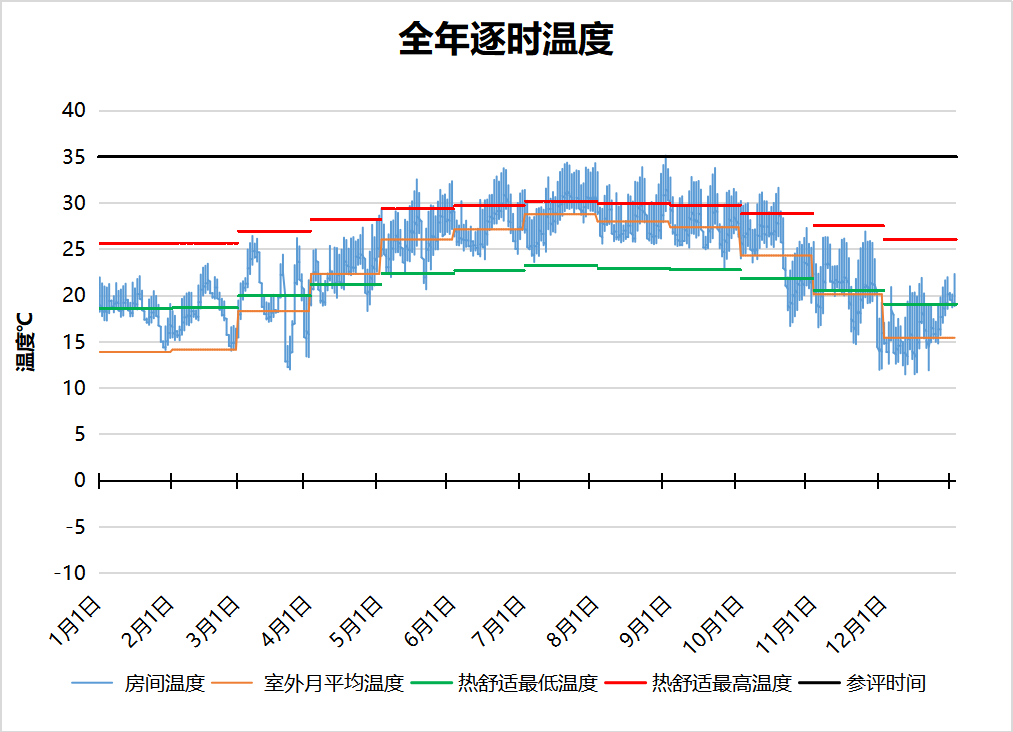 全年逐时温度
40
35
30
25
20
15
10
5
0
-5
-10
温度℃
1月1日
2月1日
3月1日
4月1日
5月1日
6月1日
7月1日
8月1日
9月1日
10月1日
11月1日
12月1日
房间温度 室外月平均温度 热舒适最低温度 热舒适最高温度 参评时间